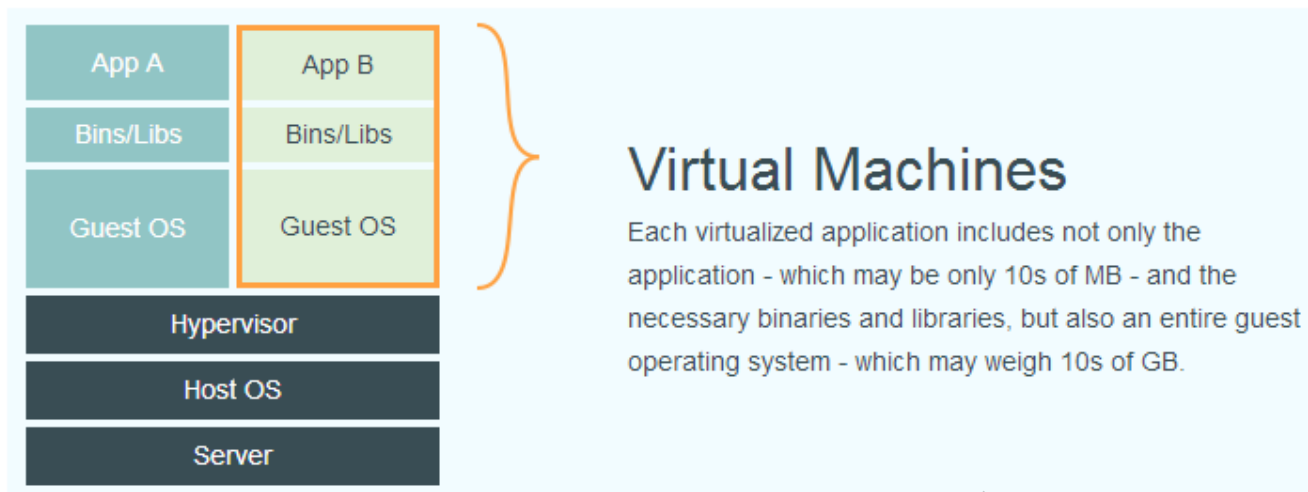 App A
App B
Bins/Libs
Bins/Libs
Guest OS
Guest OS
Hypervisor
Host OS
Server
Virtual Machines
Each virtualized application includes not only the
application - which may be only 10s of MB - and the
necessary binaries and libraries, but also an entire guest
operating system - which may weigh 10s of GB.